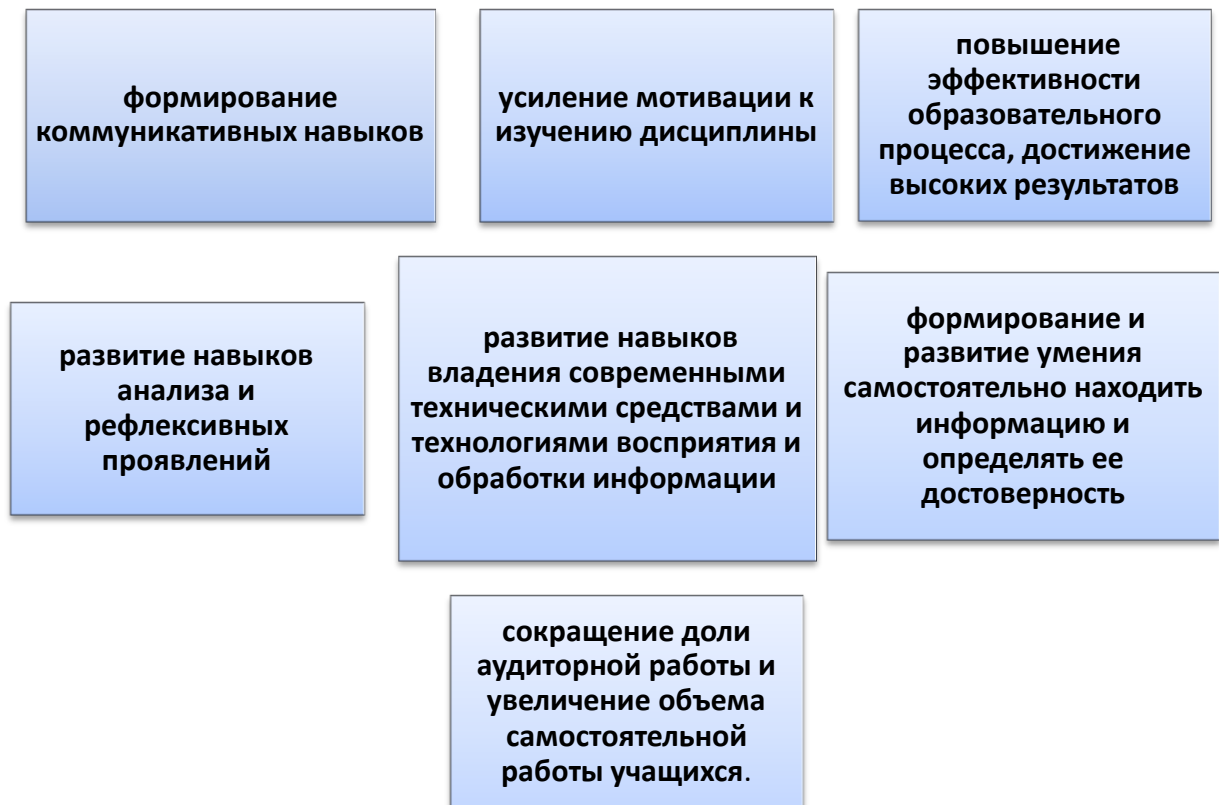 формирование
коммуникативных навыков
усиление мотивации к
изучению дисциплины
повышение
эффективности
образовательного
процесса, достижение
высоких результатов
развитие навыков
анализа и
рефлексивных
проявлений
развитие навыков
владения современными
техническими средствами и
технологиями восприятия и
обработки информации
формирование и
развитие умения
самостоятельно находить
информацию и
определять ее
достоверность
сокращение доли
аудиторной работы и
увеличение объема
самостоятельной
работы учащихся.